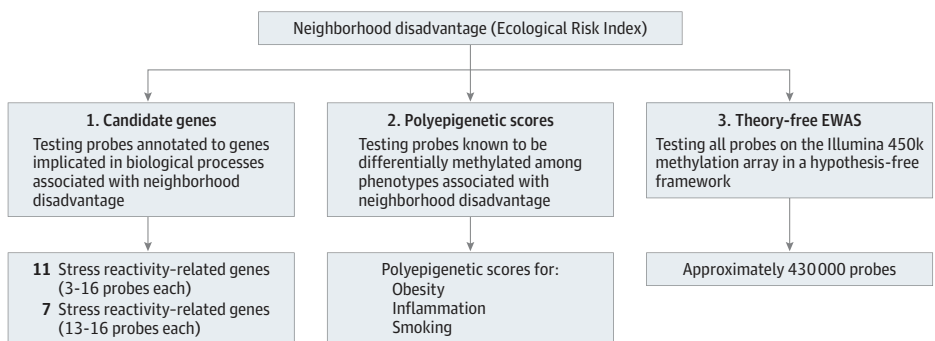 Neighborhood disadvantage (Ecological Risk Index)
1. Candidate genes
Testing probes annotated to genes
implicated in biological processes
associated with neighborhood
disadvantage
2. Polyepigenetic scores
Testing probes known to be
differentially methylated among
phenotypes associated with
neighborhood disadvantage
3. Theory-free EWAS
Testing all probes on the Illumina 450k
methylation array in a hypothesis-free
framework
11 Stress reactivity-related genes
(3-16 probes each)
7 Stress reactivity-related genes
(13-16 probes each)
Polyepigenetic scores for:
Obesity
Inflammation
Smoking
Approximately 430 000 probes